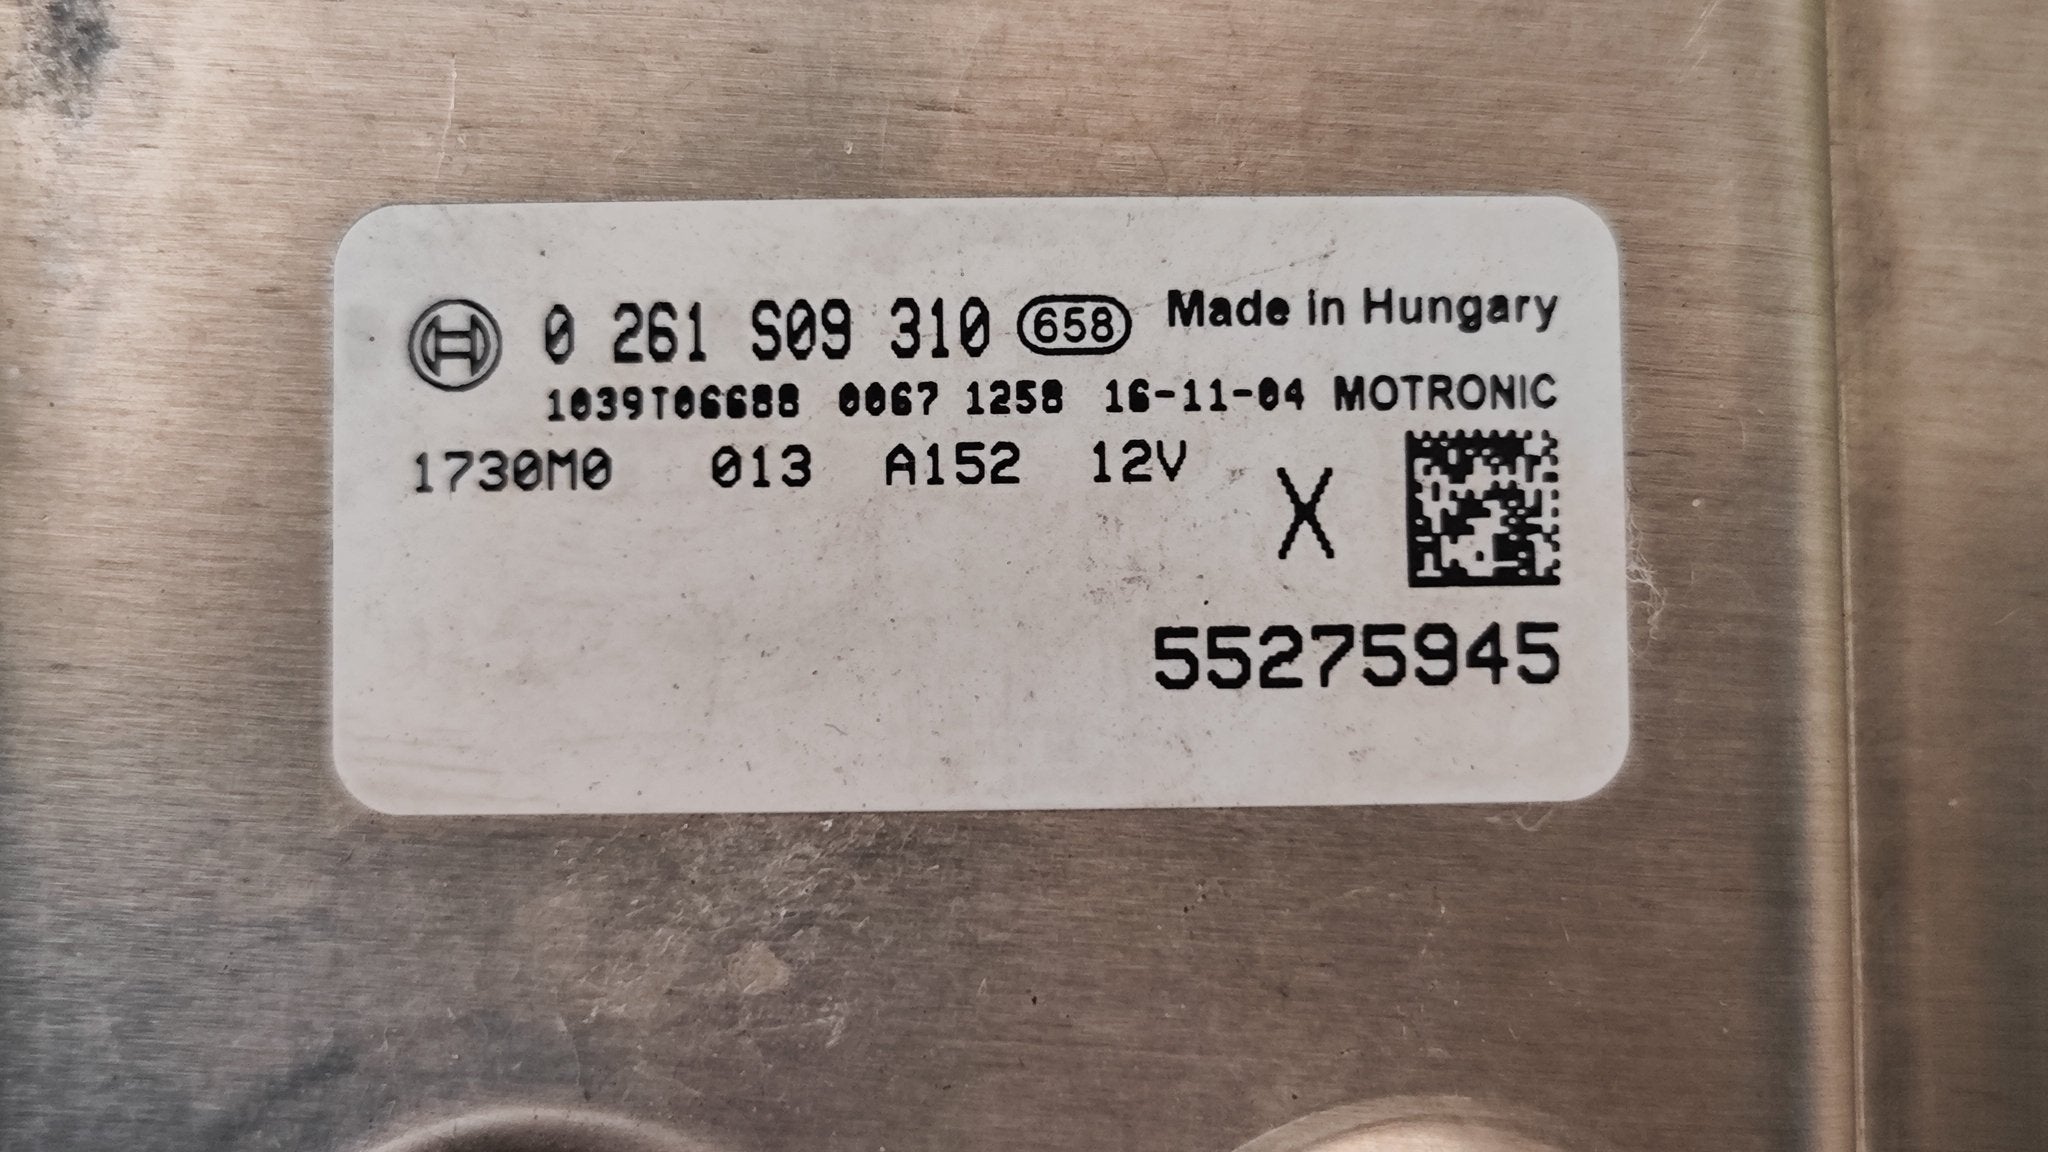 0 261 S09 310 658 Made in Hungary
1039T06688 0067 1258 16-11-04 MOTRONIC
1730M0 013 A152 12V
X
55275945